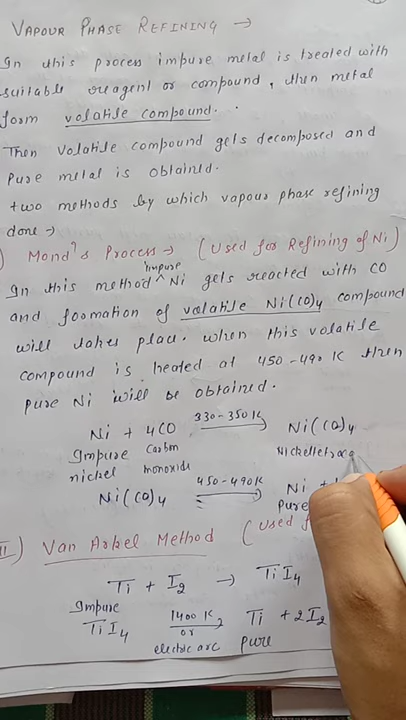 VAPOUR PHASE REFINING →
In this process impure metal is treated with
suitable reagent or compound, then metal
form volatile compound.
Then volatile compound gets decomposed and
pure metal is obtained.
two methods by which vapour phase refining
done →
) Mond's Process → (Used for Refining of Ni)
In this method impure Ni gets reacted with CO
and formation of volatile Ni(CO)4 compound
will takes place. when this volatile
compound is heated at 450-490 K then
pure Ni will be obtained.
Ni + 4CO 330-350K → Ni(CO)4
Impure nickel Carbon monoxide Nickeltetraca
Ni(CO)4 450-490K → Ni +
pure
II) Van Arkel Method (Used f
Ti + I2 → TiI4
Impure
TiI4 1400 K or electric arc → Ti + 2I2
pure